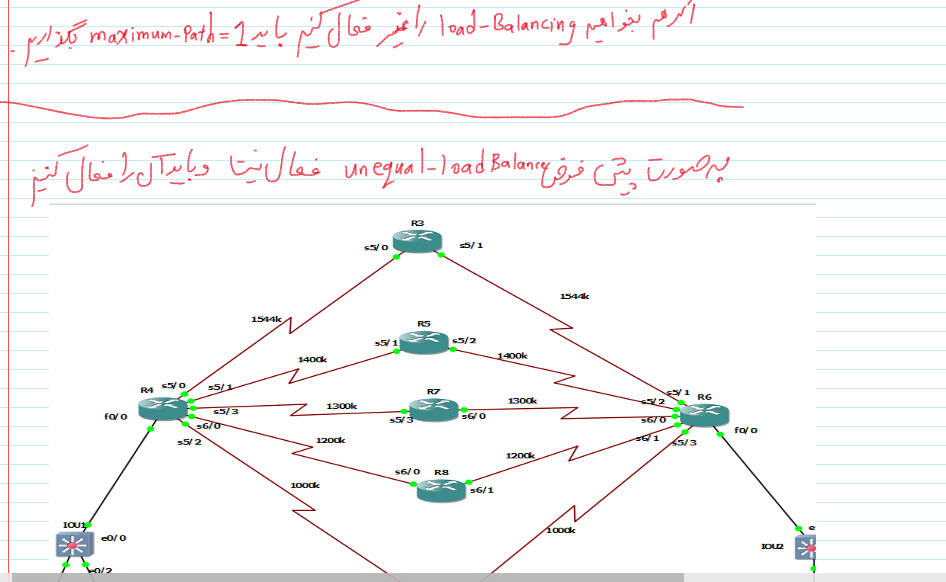 اگر هم بخواهیم load-Balancing را غیر فعال کنیم باید maximum-Path=1 بگذاریم.
به صورت پیش فرض unequal-load Balance فعال نیست و باید آن را فعال کنیم
R3
s5/0 s5/1
1544k 1544k
R5
s5/1 s5/2
1400k 1400k
R4 s5/0 s5/1 R7 s5/1 R6
1300k 1300k s5/2
f0/0 s5/3 s5/3 s6/0 s6/0 f0/0
s6/0 s6/1 s5/3
s5/2 1200k 1200k
s6/0 R8 s6/1
1000k 1000k
IOU1 e0/0 IOU2 e
e0/2